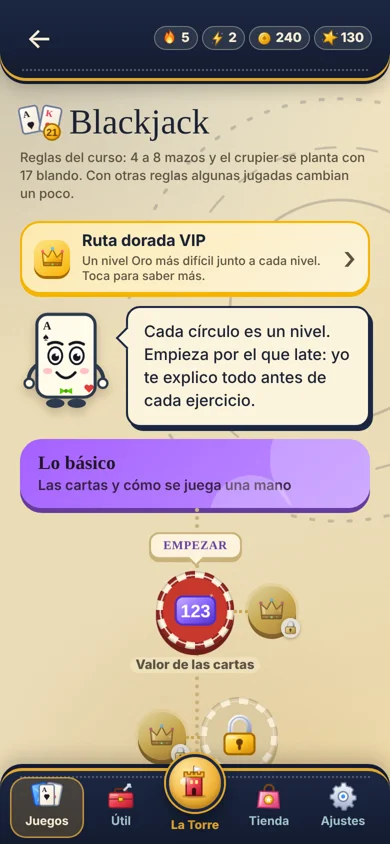 5
2
240
130
A
K
21
Blackjack
Reglas del curso: 4 a 8 mazos y el crupier se planta con
17 blando. Con otras reglas algunas jugadas cambian
un poco.
Ruta dorada VIP
Un nivel Oro más difícil junto a cada nivel.
Toca para saber más.
A
Cada círculo es un nivel.
Empieza por el que late: yo
te explico todo antes de
cada ejercicio.
Lo básico
Las cartas y cómo se juega una mano
EMPEZAR
123
Valor de las cartas
A
Juegos
Útil
La Torre
Tienda
Ajustes